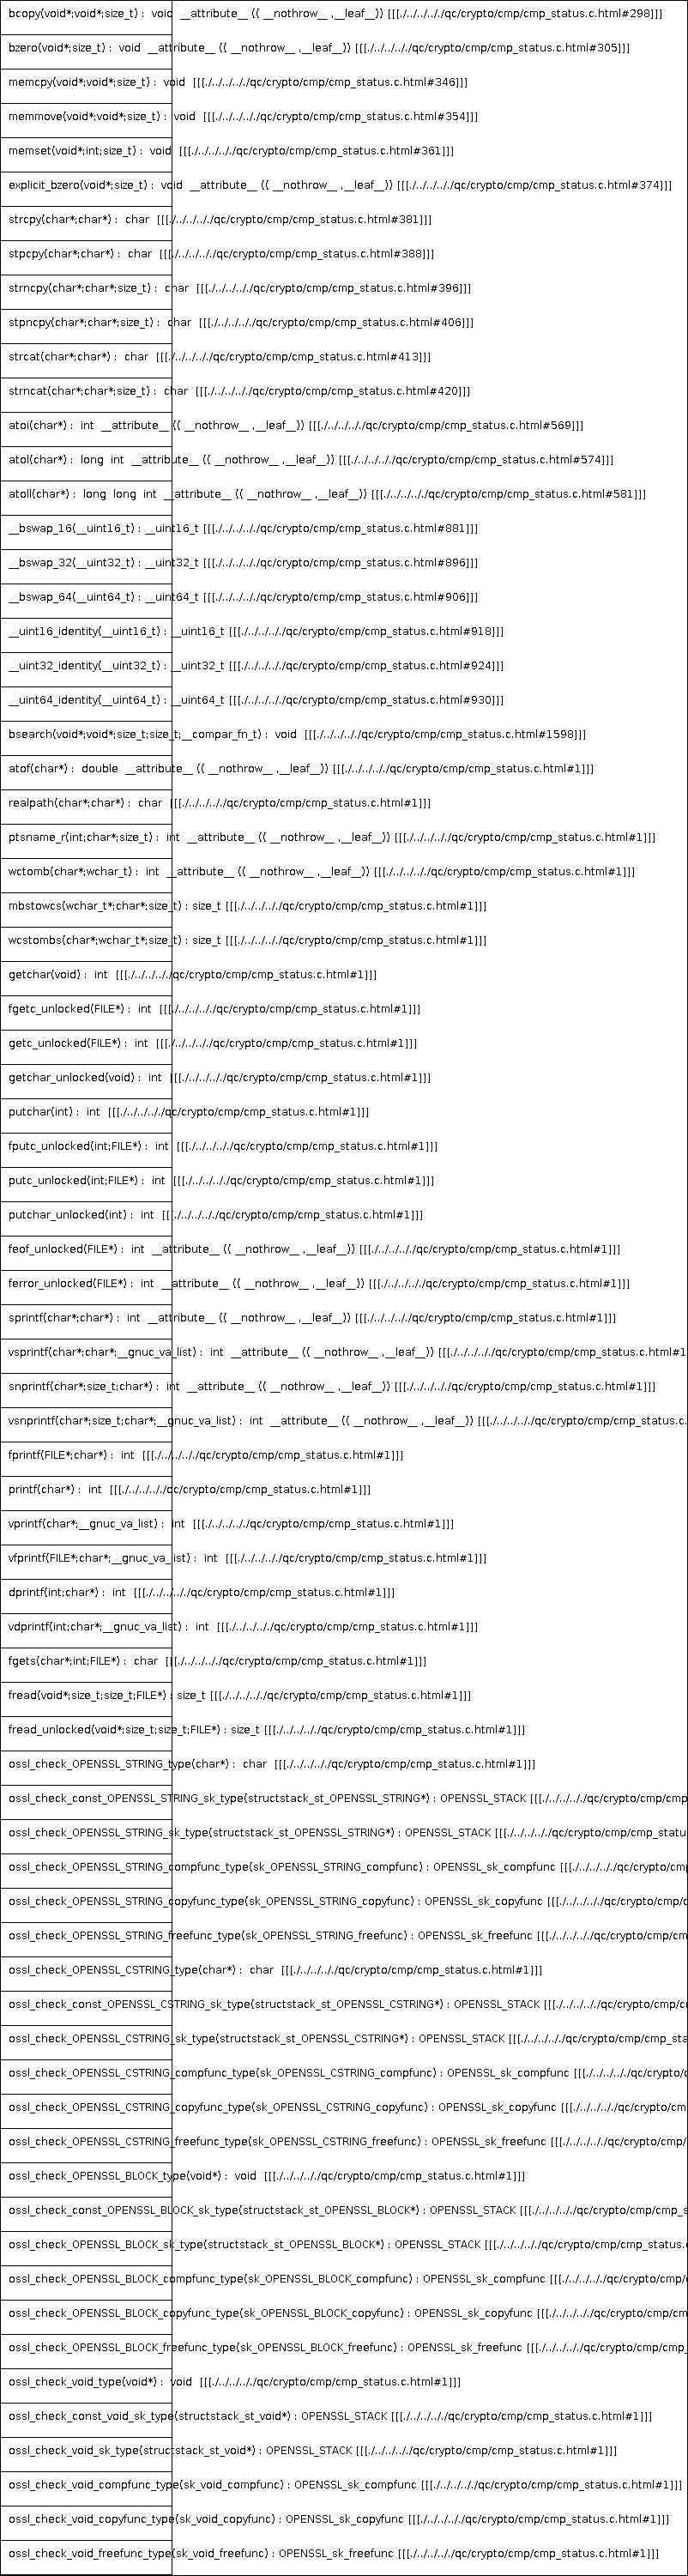 bcopy(void*;void*;size_t) : void __attribute__ (( __nothrow__ ,__leaf__)) [[[./../../../../qc/crypto/cmp/cmp_status.c.html#298]]]
bzero(void*;size_t) : void __attribute__ (( __nothrow__ ,__leaf__)) [[[./../../../../qc/crypto/cmp/cmp_status.c.html#305]]]
memcpy(void*;void*;size_t) : void [[[./../../../../qc/crypto/cmp/cmp_status.c.html#346]]]
memmove(void*;void*;size_t) : void [[[./../../../../qc/crypto/cmp/cmp_status.c.html#354]]]
memset(void*;int;size_t) : void [[[./../../../../qc/crypto/cmp/cmp_status.c.html#361]]]
explicit_bzero(void*;size_t) : void __attribute__ (( __nothrow__ ,__leaf__)) [[[./../../../../qc/crypto/cmp/cmp_status.c.html#374]]]
strcpy(char*;char*) : char [[[./../../../../qc/crypto/cmp/cmp_status.c.html#381]]]
stpcpy(char*;char*) : char [[[./../../../../qc/crypto/cmp/cmp_status.c.html#388]]]
strncpy(char*;char*;size_t) : char [[[./../../../../qc/crypto/cmp/cmp_status.c.html#396]]]
stpncpy(char*;char*;size_t) : char [[[./../../../../qc/crypto/cmp/cmp_status.c.html#406]]]
strcat(char*;char*) : char [[[./../../../../qc/crypto/cmp/cmp_status.c.html#413]]]
strncat(char*;char*;size_t) : char [[[./../../../../qc/crypto/cmp/cmp_status.c.html#420]]]
atoi(char*) : int __attribute__ (( __nothrow__ ,__leaf__)) [[[./../../../../qc/crypto/cmp/cmp_status.c.html#569]]]
atol(char*) : long int __attribute__ (( __nothrow__ ,__leaf__)) [[[./../../../../qc/crypto/cmp/cmp_status.c.html#574]]]
atoll(char*) : long long int __attribute__ (( __nothrow__ ,__leaf__)) [[[./../../../../qc/crypto/cmp/cmp_status.c.html#581]]]
__bswap_16(__uint16_t) : __uint16_t [[[./../../../../qc/crypto/cmp/cmp_status.c.html#881]]]
__bswap_32(__uint32_t) : __uint32_t [[[./../../../../qc/crypto/cmp/cmp_status.c.html#896]]]
__bswap_64(__uint64_t) : __uint64_t [[[./../../../../qc/crypto/cmp/cmp_status.c.html#906]]]
__uint16_identity(__uint16_t) : __uint16_t [[[./../../../../qc/crypto/cmp/cmp_status.c.html#918]]]
__uint32_identity(__uint32_t) : __uint32_t [[[./../../../../qc/crypto/cmp/cmp_status.c.html#924]]]
__uint64_identity(__uint64_t) : __uint64_t [[[./../../../../qc/crypto/cmp/cmp_status.c.html#930]]]
bsearch(void*;void*;size_t;size_t;__compar_fn_t) : void [[[./../../../../qc/crypto/cmp/cmp_status.c.html#1598]]]
atof(char*) : double __attribute__ (( __nothrow__ ,__leaf__)) [[[./../../../../qc/crypto/cmp/cmp_status.c.html#1]]]
realpath(char*;char*) : char [[[./../../../../qc/crypto/cmp/cmp_status.c.html#1]]]
ptsname_r(int;char*;size_t) : int __attribute__ (( __nothrow__ ,__leaf__)) [[[./../../../../qc/crypto/cmp/cmp_status.c.html#1]]]
wctomb(char*;wchar_t) : int __attribute__ (( __nothrow__ ,__leaf__)) [[[./../../../../qc/crypto/cmp/cmp_status.c.html#1]]]
mbstowcs(wchar_t*;char*;size_t) : size_t [[[./../../../../qc/crypto/cmp/cmp_status.c.html#1]]]
wcstombs(char*;wchar_t*;size_t) : size_t [[[./../../../../qc/crypto/cmp/cmp_status.c.html#1]]]
getchar(void) : int [[[./../../../../qc/crypto/cmp/cmp_status.c.html#1]]]
fgetc_unlocked(FILE*) : int [[[./../../../../qc/crypto/cmp/cmp_status.c.html#1]]]
getc_unlocked(FILE*) : int [[[./../../../../qc/crypto/cmp/cmp_status.c.html#1]]]
getchar_unlocked(void) : int [[[./../../../../qc/crypto/cmp/cmp_status.c.html#1]]]
putchar(int) : int [[[./../../../../qc/crypto/cmp/cmp_status.c.html#1]]]
fputc_unlocked(int;FILE*) : int [[[./../../../../qc/crypto/cmp/cmp_status.c.html#1]]]
putc_unlocked(int;FILE*) : int [[[./../../../../qc/crypto/cmp/cmp_status.c.html#1]]]
putchar_unlocked(int) : int [[[./../../../../qc/crypto/cmp/cmp_status.c.html#1]]]
feof_unlocked(FILE*) : int __attribute__ (( __nothrow__ ,__leaf__)) [[[./../../../../qc/crypto/cmp/cmp_status.c.html#1]]]
ferror_unlocked(FILE*) : int __attribute__ (( __nothrow__ ,__leaf__)) [[[./../../../../qc/crypto/cmp/cmp_status.c.html#1]]]
sprintf(char*;char*) : int __attribute__ (( __nothrow__ ,__leaf__)) [[[./../../../../qc/crypto/cmp/cmp_status.c.html#1]]]
vsprintf(char*;char*;__gnuc_va_list) : int __attribute__ (( __nothrow__ ,__leaf__)) [[[./../../../../qc/crypto/cmp/cmp_status.c.html#1
snprintf(char*;size_t;char*) : int __attribute__ (( __nothrow__ ,__leaf__)) [[[./../../../../qc/crypto/cmp/cmp_status.c.html#1]]]
vsnprintf(char*;size_t;char*;__gnuc_va_list) : int __attribute__ (( __nothrow__ ,__leaf__)) [[[./../../../../qc/crypto/cmp/cmp_status.c.
fprintf(FILE*;char*) : int [[[./../../../../qc/crypto/cmp/cmp_status.c.html#1]]]
printf(char*) : int [[[./../../../../qc/crypto/cmp/cmp_status.c.html#1]]]
vprintf(char*;__gnuc_va_list) : int [[[./../../../../qc/crypto/cmp/cmp_status.c.html#1]]]
vfprintf(FILE*;char*;__gnuc_va_list) : int [[[./../../../../qc/crypto/cmp/cmp_status.c.html#1]]]
dprintf(int;char*) : int [[[./../../../../qc/crypto/cmp/cmp_status.c.html#1]]]
vdprintf(int;char*;__gnuc_va_list) : int [[[./../../../../qc/crypto/cmp/cmp_status.c.html#1]]]
fgets(char*;int;FILE*) : char [[[./../../../../qc/crypto/cmp/cmp_status.c.html#1]]]
fread(void*;size_t;size_t;FILE*) : size_t [[[./../../../../qc/crypto/cmp/cmp_status.c.html#1]]]
fread_unlocked(void*;size_t;size_t;FILE*) : size_t [[[./../../../../qc/crypto/cmp/cmp_status.c.html#1]]]
ossl_check_OPENSSL_STRING_type(char*) : char [[[./../../../../qc/crypto/cmp/cmp_status.c.html#1]]]
ossl_check_const_OPENSSL_STRING_sk_type(structstack_st_OPENSSL_STRING*) : OPENSSL_STACK [[[./../../../../qc/crypto/cmp/cmp
ossl_check_OPENSSL_STRING_sk_type(structstack_st_OPENSSL_STRING*) : OPENSSL_STACK [[[./../../../../qc/crypto/cmp/cmp_statu
ossl_check_OPENSSL_STRING_compfunc_type(sk_OPENSSL_STRING_compfunc) : OPENSSL_sk_compfunc [[[./../../../../qc/crypto/cmp
ossl_check_OPENSSL_STRING_copyfunc_type(sk_OPENSSL_STRING_copyfunc) : OPENSSL_sk_copyfunc [[[./../../../../qc/crypto/cmp/c
ossl_check_OPENSSL_STRING_freefunc_type(sk_OPENSSL_STRING_freefunc) : OPENSSL_sk_freefunc [[[./../../../../qc/crypto/cmp/cm
ossl_check_OPENSSL_CSTRING_type(char*) : char [[[./../../../../qc/crypto/cmp/cmp_status.c.html#1]]]
ossl_check_const_OPENSSL_CSTRING_sk_type(structstack_st_OPENSSL_CSTRING*) : OPENSSL_STACK [[[./../../../../qc/crypto/cmp/c
ossl_check_OPENSSL_CSTRING_sk_type(structstack_st_OPENSSL_CSTRING*) : OPENSSL_STACK [[[./../../../../qc/crypto/cmp/cmp_sta
ossl_check_OPENSSL_CSTRING_compfunc_type(sk_OPENSSL_CSTRING_compfunc) : OPENSSL_sk_compfunc [[[./../../../../qc/crypto/c
ossl_check_OPENSSL_CSTRING_copyfunc_type(sk_OPENSSL_CSTRING_copyfunc) : OPENSSL_sk_copyfunc [[[./../../../../qc/crypto/cm
ossl_check_OPENSSL_CSTRING_freefunc_type(sk_OPENSSL_CSTRING_freefunc) : OPENSSL_sk_freefunc [[[./../../../../qc/crypto/cmp/
ossl_check_OPENSSL_BLOCK_type(void*) : void [[[./../../../../qc/crypto/cmp/cmp_status.c.html#1]]]
ossl_check_const_OPENSSL_BLOCK_sk_type(structstack_st_OPENSSL_BLOCK*) : OPENSSL_STACK [[[./../../../../qc/crypto/cmp/cmp_s
ossl_check_OPENSSL_BLOCK_sk_type(structstack_st_OPENSSL_BLOCK*) : OPENSSL_STACK [[[./../../../../qc/crypto/cmp/cmp_status.c
ossl_check_OPENSSL_BLOCK_compfunc_type(sk_OPENSSL_BLOCK_compfunc) : OPENSSL_sk_compfunc [[[./../../../../qc/crypto/cmp/
ossl_check_OPENSSL_BLOCK_copyfunc_type(sk_OPENSSL_BLOCK_copyfunc) : OPENSSL_sk_copyfunc [[[./../../../../qc/crypto/cmp/cm
ossl_check_OPENSSL_BLOCK_freefunc_type(sk_OPENSSL_BLOCK_freefunc) : OPENSSL_sk_freefunc [[[./../../../../qc/crypto/cmp/cmp_
ossl_check_void_type(void*) : void [[[./../../../../qc/crypto/cmp/cmp_status.c.html#1]]]
ossl_check_const_void_sk_type(structstack_st_void*) : OPENSSL_STACK [[[./../../../../qc/crypto/cmp/cmp_status.c.html#1]]]
ossl_check_void_sk_type(structstack_st_void*) : OPENSSL_STACK [[[./../../../../qc/crypto/cmp/cmp_status.c.html#1]]]
ossl_check_void_compfunc_type(sk_void_compfunc) : OPENSSL_sk_compfunc [[[./../../../../qc/crypto/cmp/cmp_status.c.html#1]]]
ossl_check_void_copyfunc_type(sk_void_copyfunc) : OPENSSL_sk_copyfunc [[[./../../../../qc/crypto/cmp/cmp_status.c.html#1]]]
ossl_check_void_freefunc_type(sk_void_freefunc) : OPENSSL_sk_freefunc [[[./../../../../qc/crypto/cmp/cmp_status.c.html#1]]]